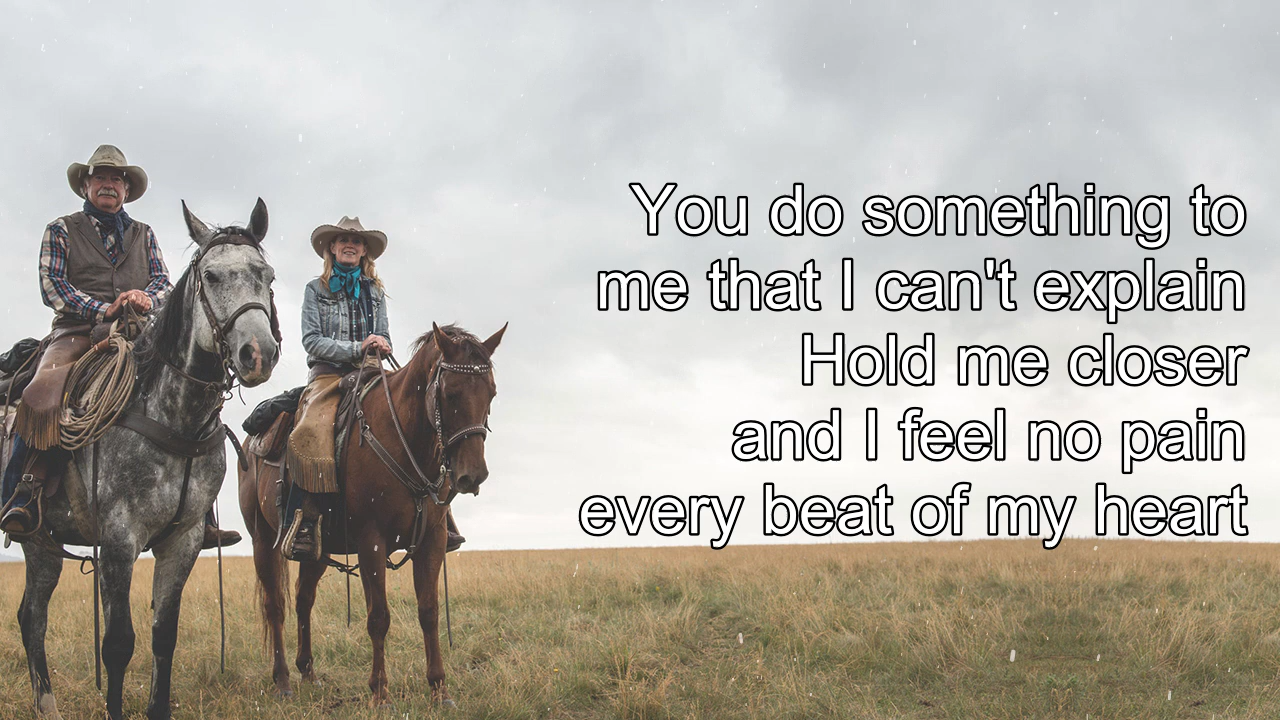 You do something to
me that I can't explain
Hold me closer
and I feel no pain
every beat of my heart